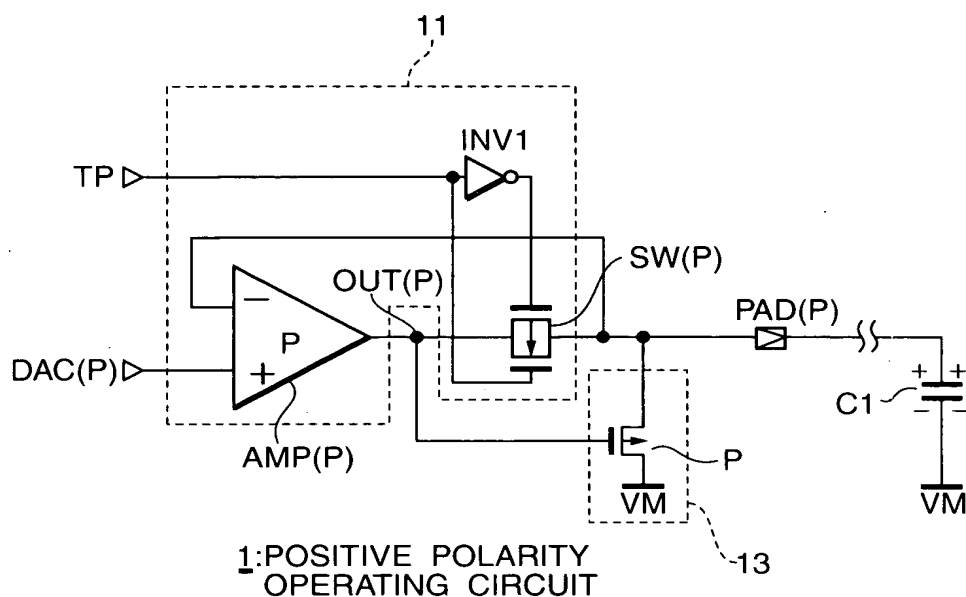 11
INV1
TP
SW(P)
OUT(P)
PAD(P)
−
P
DAC(P)
+
+ +
C1
− −
AMP(P)
P
VM
VM
1:POSITIVE POLARITY
OPERATING CIRCUIT
13